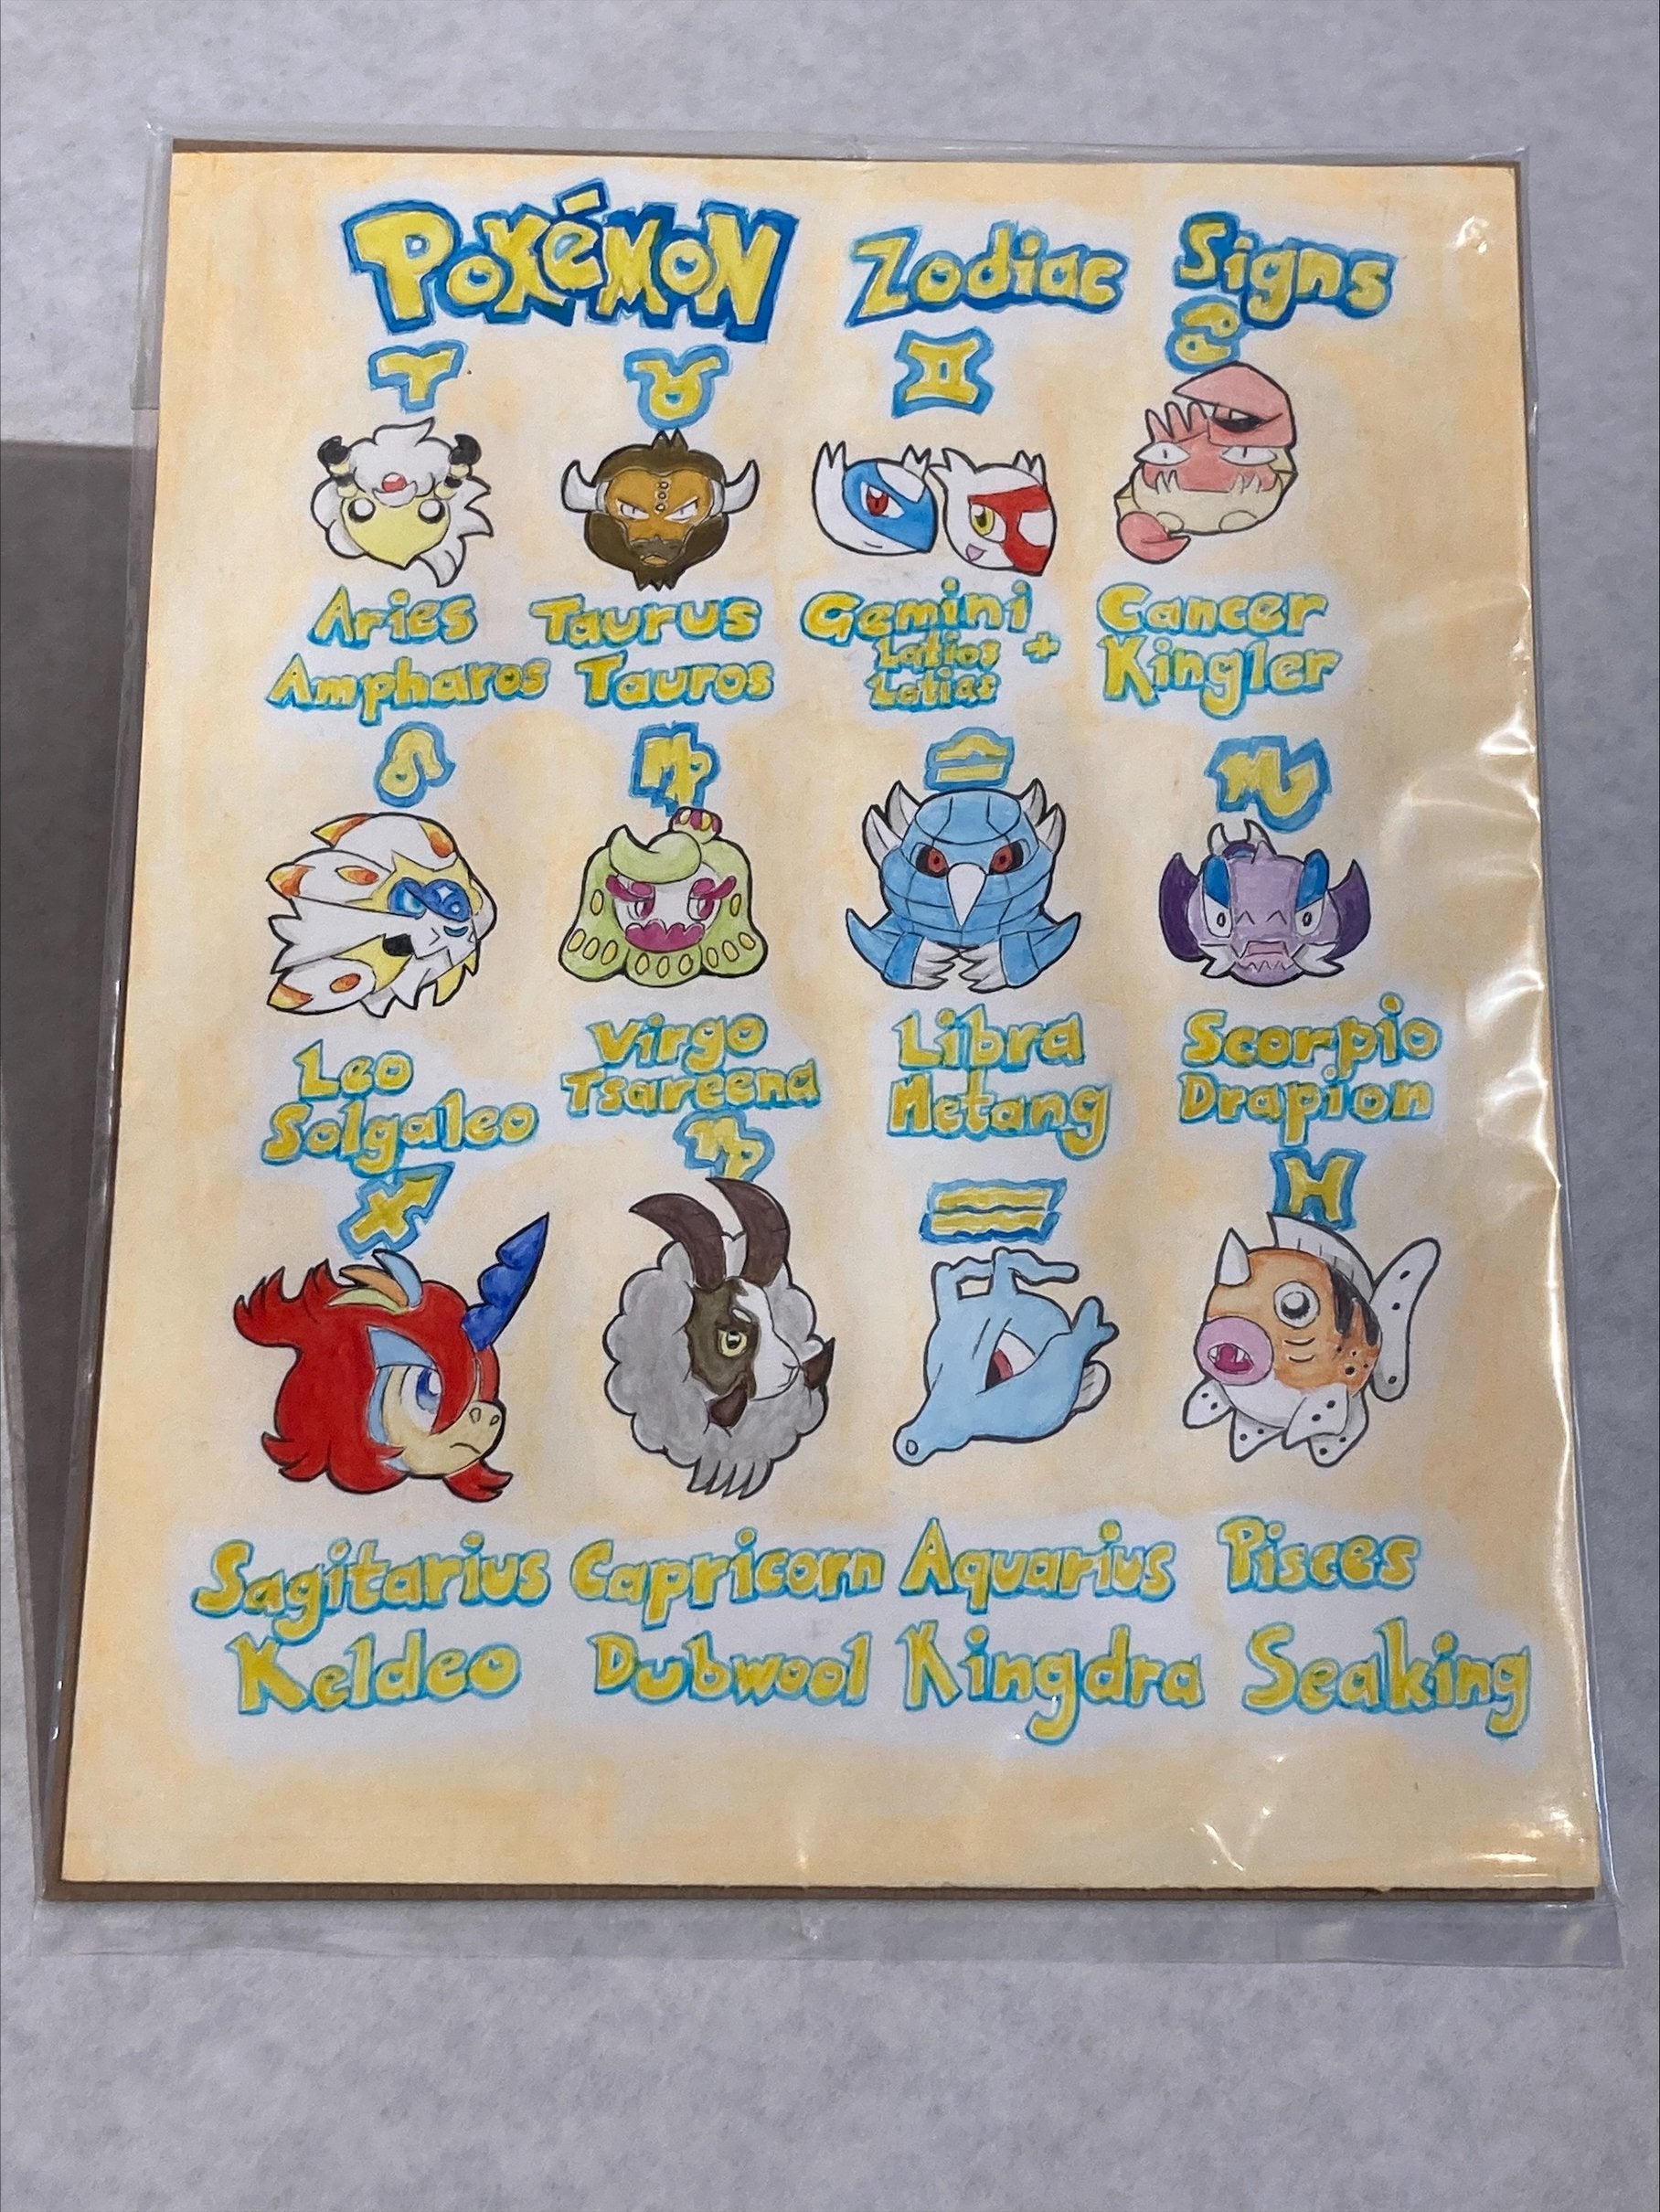 Pokémon Zodiac Signs
♈ ♉ ♊ ♋
Aries Taurus Gemini Cancer
Ampharos Tauros Latios + Latias Kingler
♌ ♍ ♎ ♏
Leo Virgo Libra Scorpio
Solgaleo Tsareena Metang Drapion
♐ ♑ ♒ ♓
Sagitarius Capricorn Aquarius Pisces
Keldeo Dubwool Kingdra Seaking